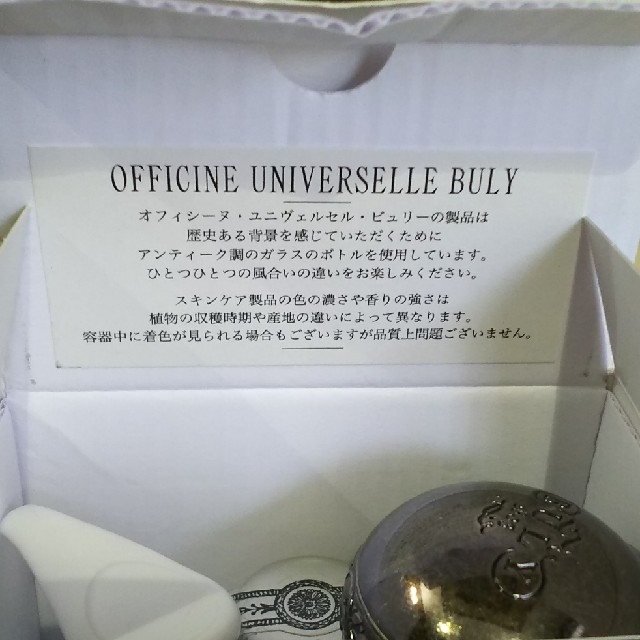 OFFICINE UNIVERSELLE BULY
オフィシーヌ・ユニヴェルセル・ビュリーの製品は
歴史ある背景を感じていただくために
アンティーク調のガラスのボトルを使用しています。
ひとつひとつの風合いの違いをお楽しみください。
スキンケア製品の色の濃さや香りの強さは
植物の収穫時期や産地の違いによって異なります。
容器中に着色が見られる場合もございますが品質上問題ございません。